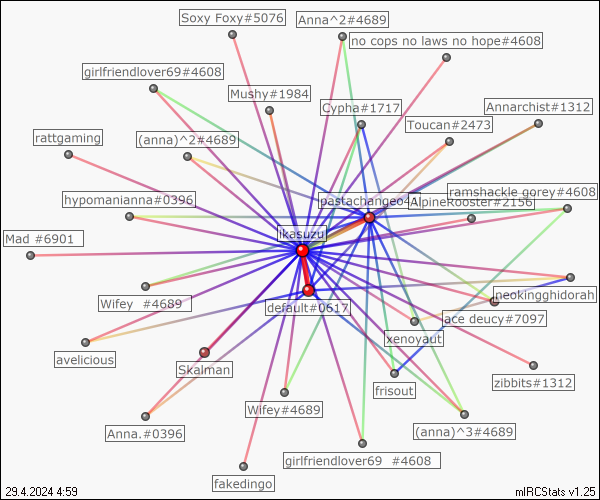 Soxy Foxy#5076
Anna^2#4689
no cops no laws no hope#4608
girlfriendlover69#4608
Mushy#1984
Cypha#1717
Annarchist#1312
Toucan#2473
rattgaming
(anna)^2#4689
hypomanianna#0396
pastachangeo4
AlpineRooster#2156
ramshackle gorey#4608
ikasuzu
Mad #6901
Wifey #4689
default#0617
neokingghidorah
ace deucy#7097
xenoyaut
avelicious
Skalman
frisout
zibbits#1312
Wifey#4689
Anna.#0396
(anna)^3#4689
girlfriendlover69 #4608
fakedingo
29.4.2024 4:59
mIRCStats v1.25